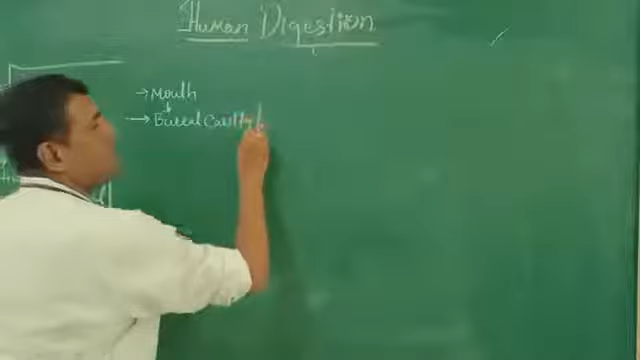 Human Digestion
→ Mouth
↓
→ Buccal Cavity